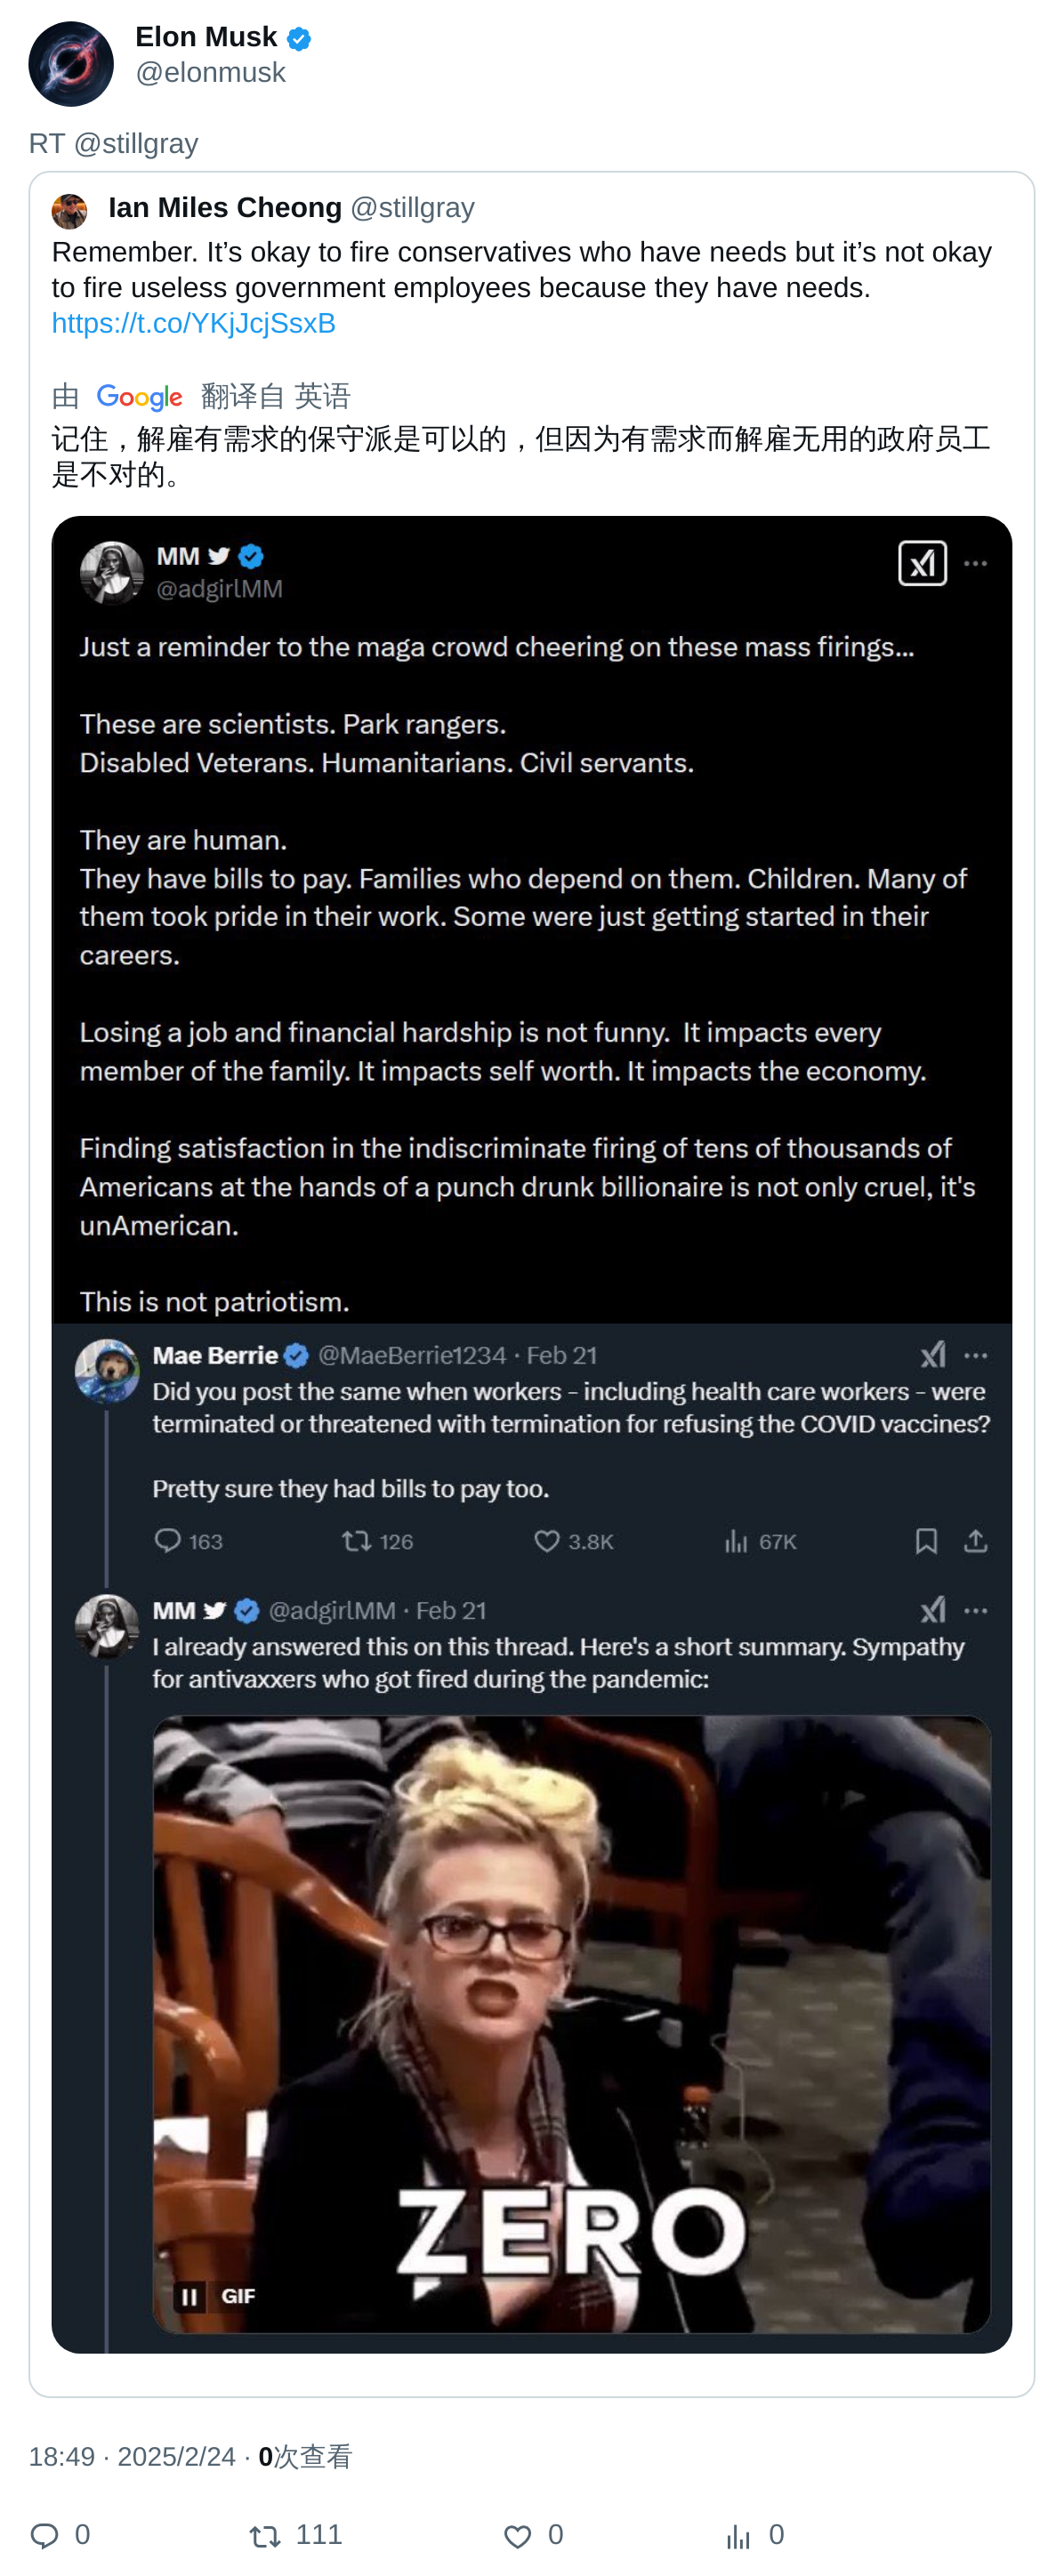 Elon Musk
@elonmusk
RT @stillgray
Ian Miles Cheong @stillgray
Remember. It’s okay to fire conservatives who have needs but it’s not okay
to fire useless government employees because they have needs.
https://t.co/YKjJcjSsxB
由 Google 翻译自 英语
记住，解雇有需求的保守派是可以的，但因为有需求而解雇无用的政府员工
是不对的。
MM
@adgirlMM
Just a reminder to the maga crowd cheering on these mass firings...
These are scientists. Park rangers.
Disabled Veterans. Humanitarians. Civil servants.
They are human.
They have bills to pay. Families who depend on them. Children. Many of
them took pride in their work. Some were just getting started in their
careers.
Losing a job and financial hardship is not funny.  It impacts every
member of the family. It impacts self worth. It impacts the economy.
Finding satisfaction in the indiscriminate firing of tens of thousands of
Americans at the hands of a punch drunk billionaire is not only cruel, it's
unAmerican.
This is not patriotism.
Mae Berrie @MaeBerrie1234 · Feb 21
Did you post the same when workers - including health care workers - were
terminated or threatened with termination for refusing the COVID vaccines?
Pretty sure they had bills to pay too.
163 126 3.8K 67K
MM @adgirlMM · Feb 21
I already answered this on this thread. Here's a short summary. Sympathy
for antivaxxers who got fired during the pandemic:
ZERO
GIF
18:49 · 2025/2/24 · 0次查看
0 111 0 0